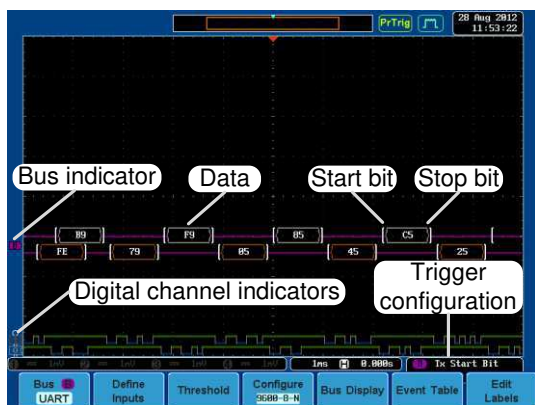 PrTrig
28 Aug 2012
11:53:22
Bus indicator
Data
Start bit
Stop bit
B9
F9
85
C5
FE
79
05
45
25
Trigger
configuration
Digital channel indicators
1ms H 0.000s
B Tx Start Bit
Bus B
UART
Define
Inputs
Threshold
Configure
9600-8-N
Bus Display
Event Table
Edit
Labels